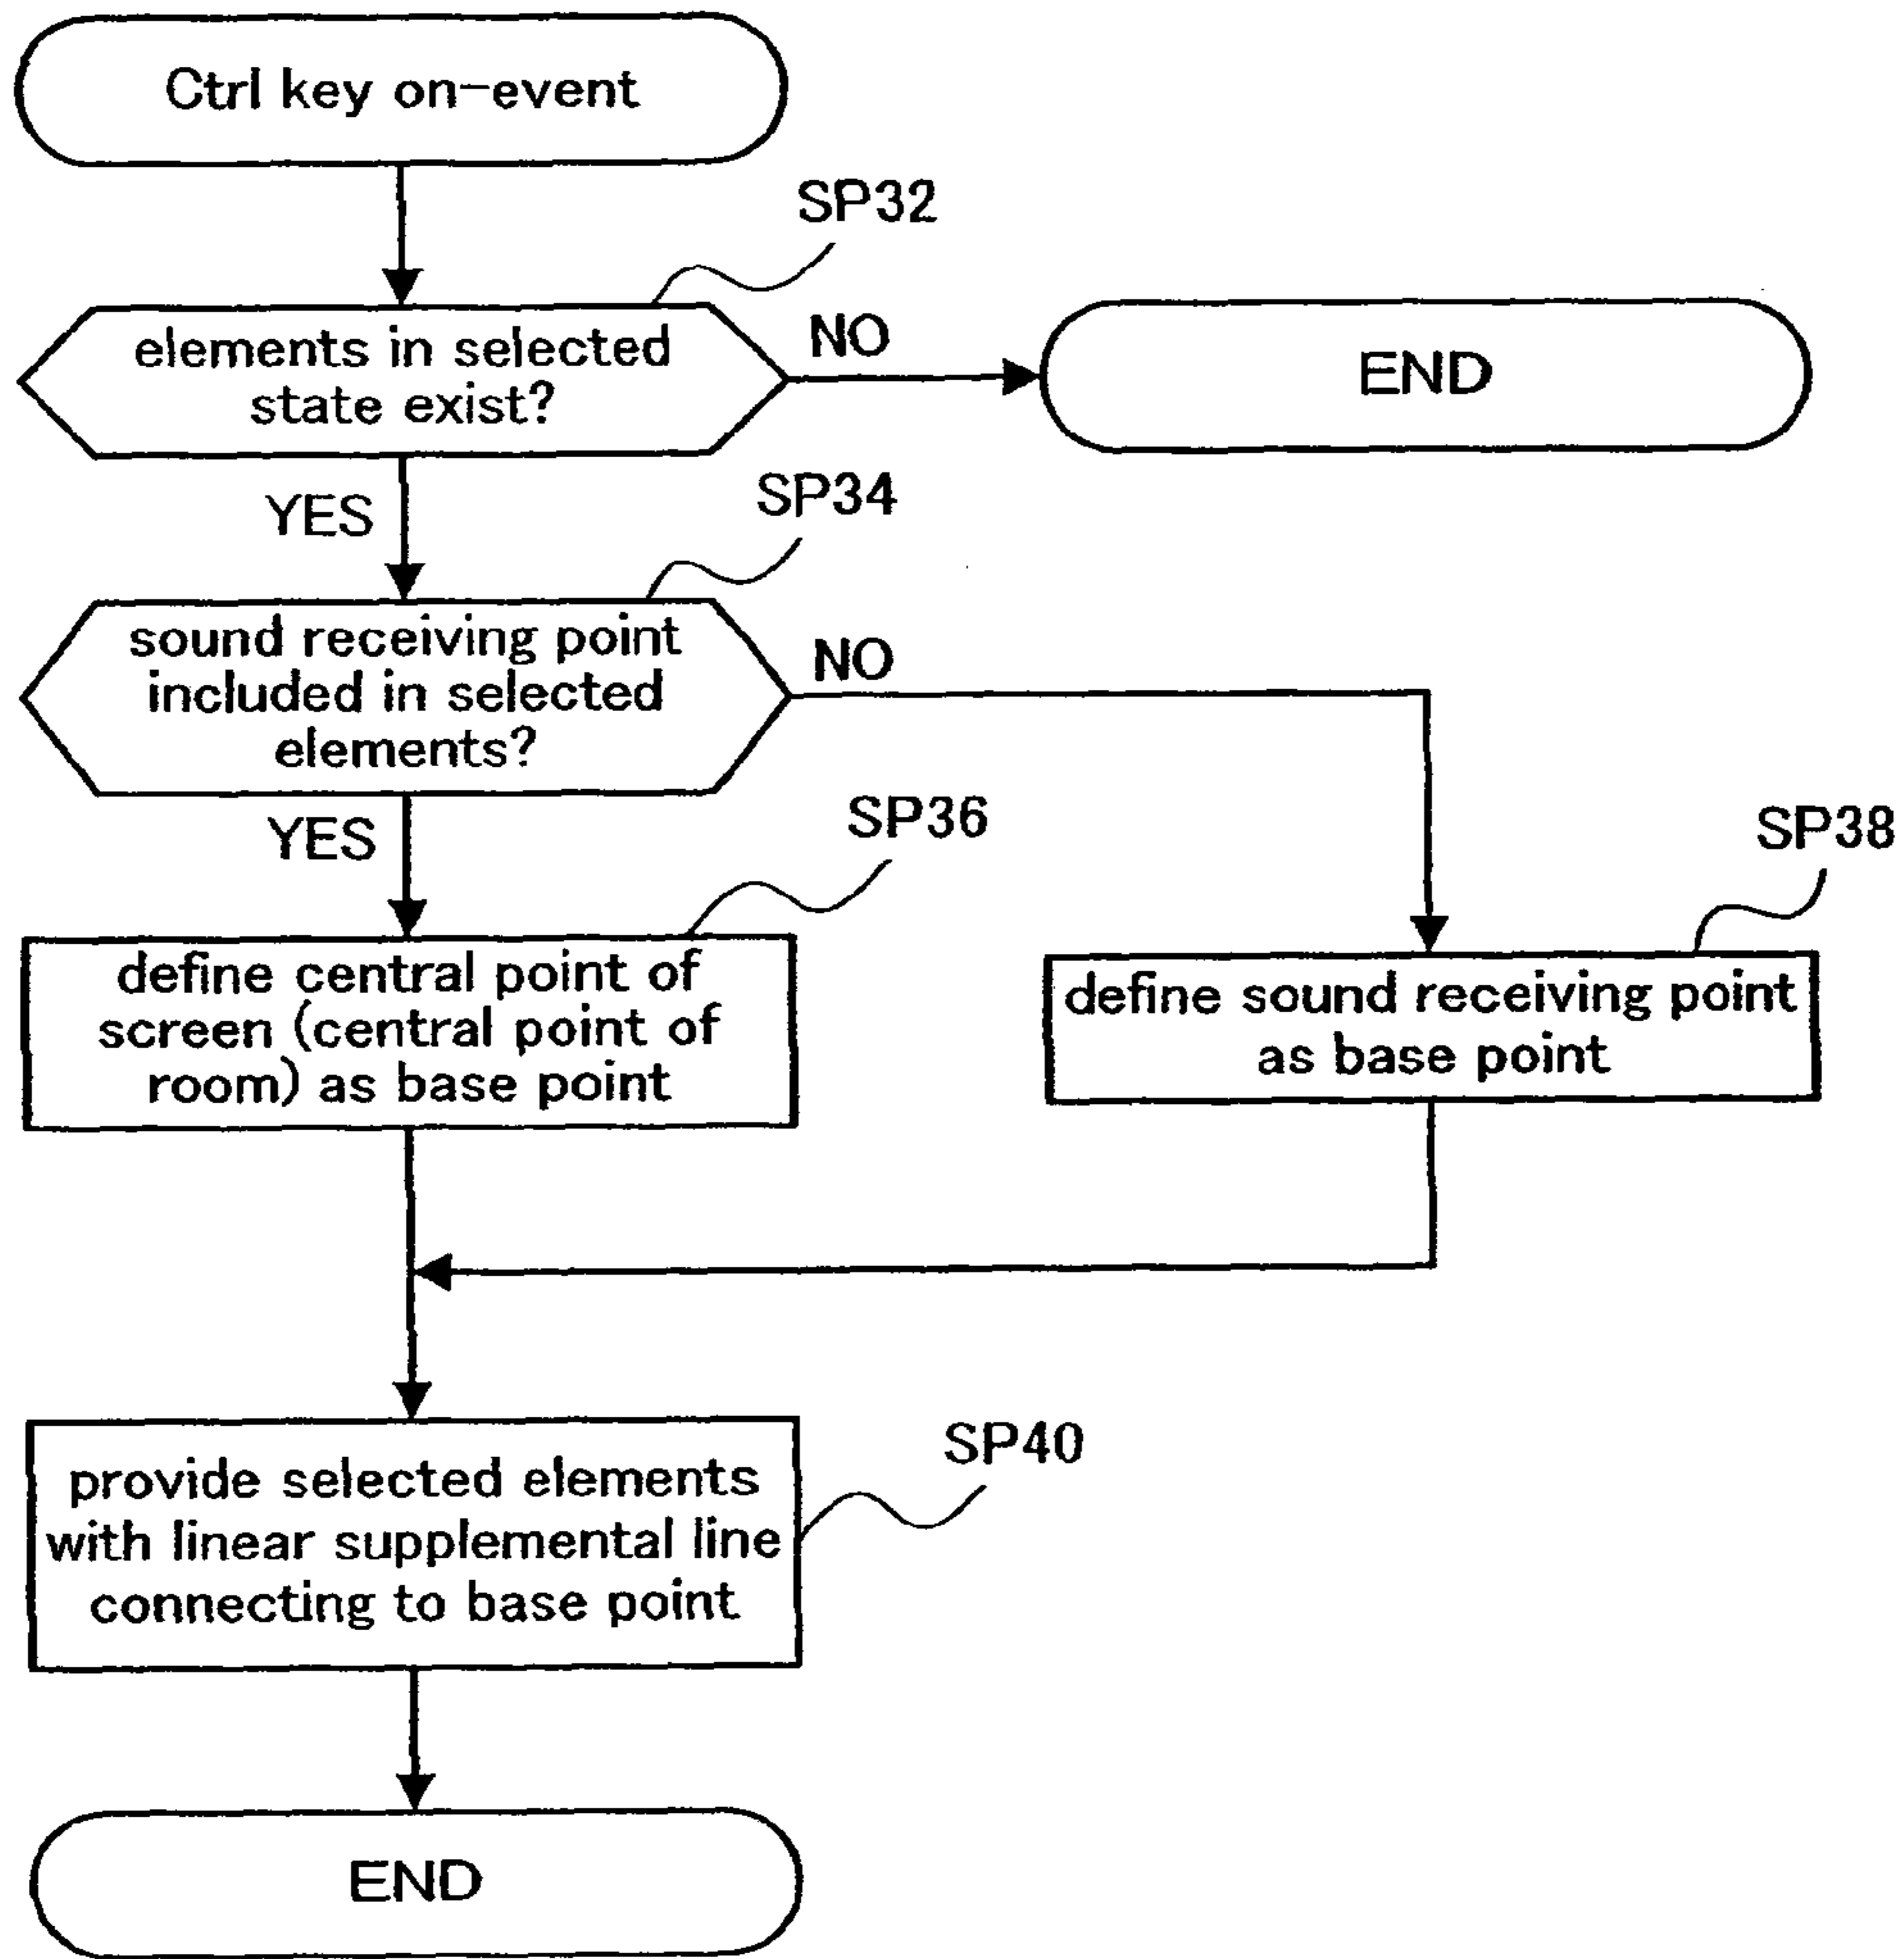 Ctrl key on-event
SP32
elements in selected
state exist?
NO
END
YES
SP34
sound receiving point
included in selected
elements?
NO
YES
SP36
SP38
define central point of
screen (central point of
room) as base point
define sound receiving point
as base point
SP40
provide selected elements
with linear supplemental line
connecting to base point
END